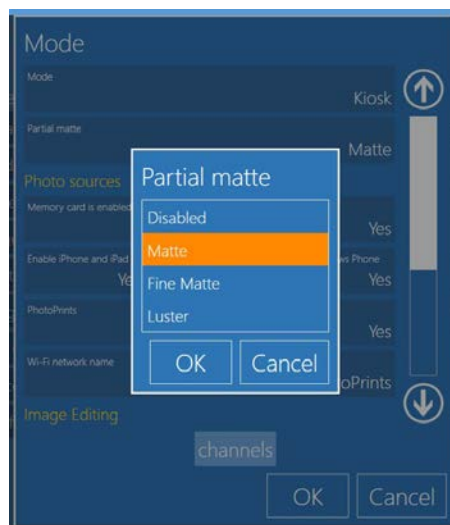 Mode
Mode
Kiosk
Partial matte
Matte
Photo sources
Memory card is enabled
Yes
Enable iPhone and iPad
Ye
ws Phone
Yes
PhotoPrints
Yes
Wi-Fi network name
oPrints
Image Editing
channels
OK Cancel
Partial matte
Disabled
Matte
Fine Matte
Luster
OK Cancel